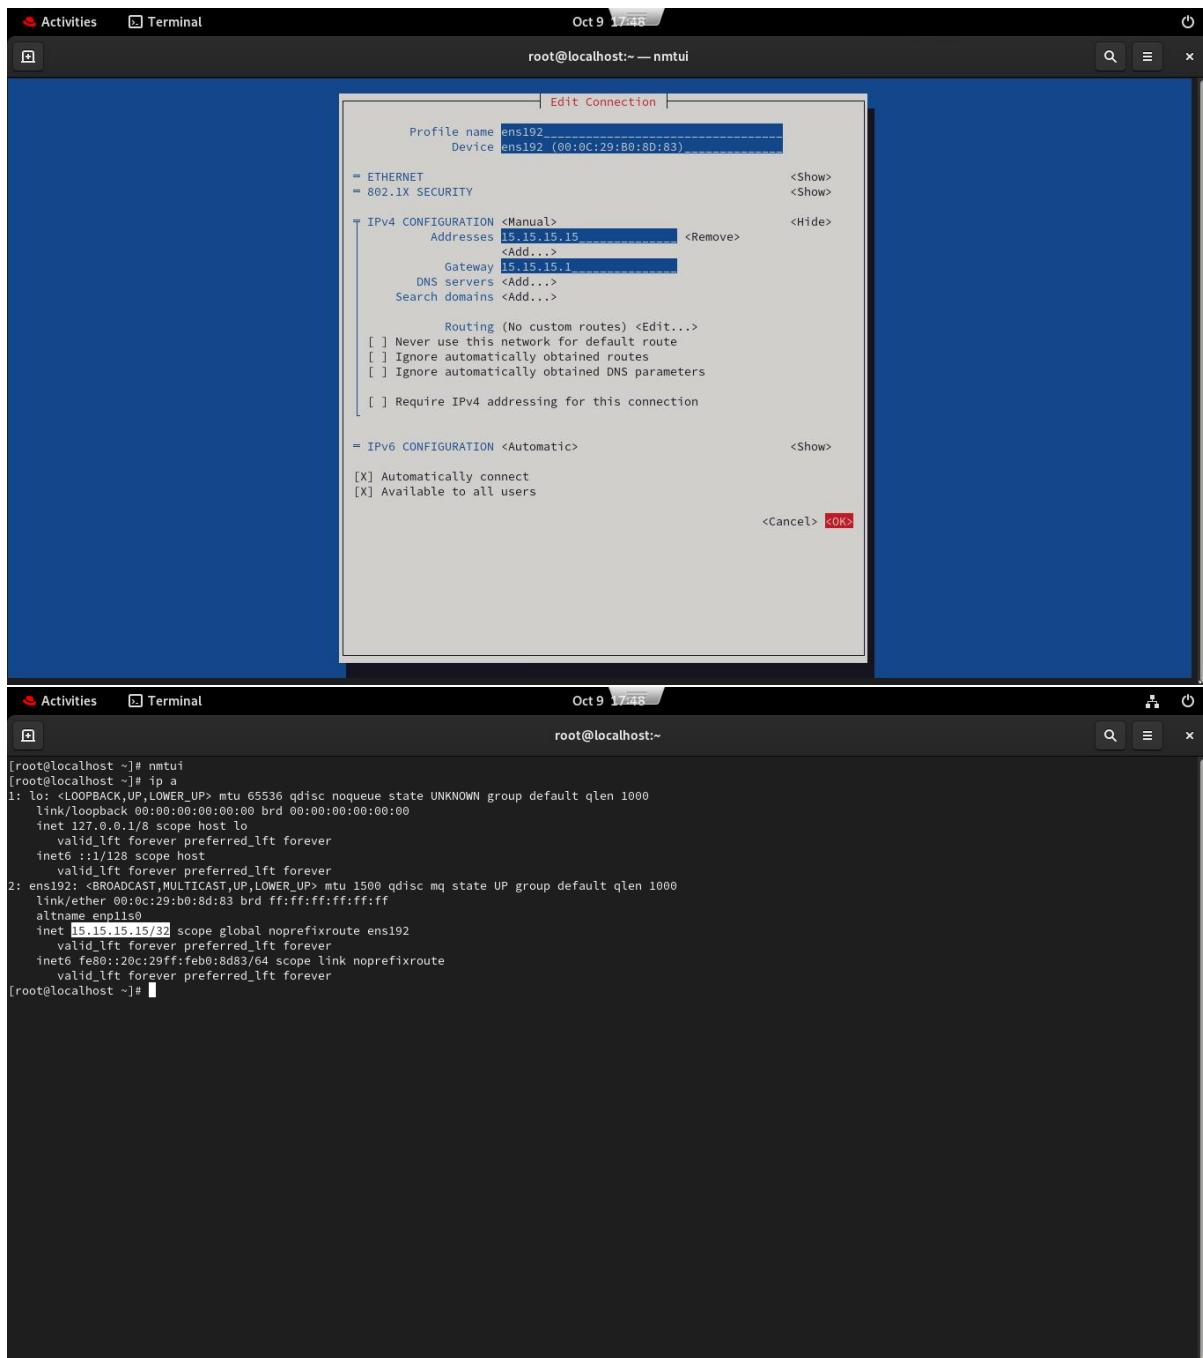 Activities Terminal Oct 9 17:48
root@localhost:~ — nmtui
Edit Connection
Profile name ens192
Device ens192 (00:0C:29:B0:8D:83)
= ETHERNET <Show>
= 802.1X SECURITY <Show>
IPv4 CONFIGURATION <Manual> <Hide>
Addresses 15.15.15.15 <Remove>
<Add...>
Gateway 15.15.15.1
DNS servers <Add...>
Search domains <Add...>
Routing (No custom routes) <Edit...>
[ ] Never use this network for default route
[ ] Ignore automatically obtained routes
[ ] Ignore automatically obtained DNS parameters
[ ] Require IPv4 addressing for this connection
= IPv6 CONFIGURATION <Automatic> <Show>
[X] Automatically connect
[X] Available to all users
<Cancel> <OK>
Activities Terminal Oct 9 17:48
root@localhost:~
[root@localhost ~]# nmtui
[root@localhost ~]# ip a
1: lo: <LOOPBACK,UP,LOWER_UP> mtu 65536 qdisc noqueue state UNKNOWN group default qlen 1000
link/loopback 00:00:00:00:00:00 brd 00:00:00:00:00:00
inet 127.0.0.1/8 scope host lo
valid_lft forever preferred_lft forever
inet6 ::1/128 scope host
valid_lft forever preferred_lft forever
2: ens192: <BROADCAST,MULTICAST,UP,LOWER_UP> mtu 1500 qdisc mq state UP group default qlen 1000
link/ether 00:0c:29:b0:8d:83 brd ff:ff:ff:ff:ff:ff
altname enp11s0
inet 15.15.15.15/32 scope global noprefixroute ens192
valid_lft forever preferred_lft forever
inet6 fe80::20c:29ff:feb0:8d83/64 scope link noprefixroute
valid_lft forever preferred_lft forever
[root@localhost ~]#